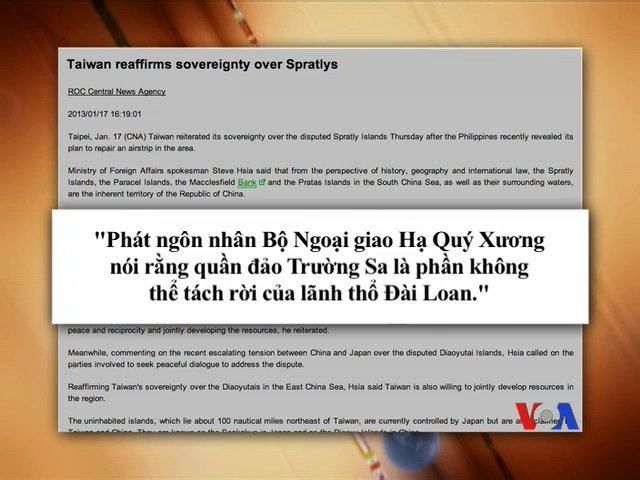 Taiwan reaffirms sovereignty over Spratlys
ROC Central News Agency
2013/01/17 16:19:01
Taipei, Jan. 17 (CNA) Taiwan reiterated its sovereignty over the disputed Spratly Islands Thursday after the Philippines recently revealed its
plan to repair an airstrip in the area.
Ministry of Foreign Affairs spokesman Steve Hsia said that from the perspective of history, geography and international law, the Spratly
Islands, the Paracel Islands, the Macclesfield Bank and the Pratas Islands in the South China Sea, as well as their surrounding waters,
are the inherent territory of the Republic of China.
"Phát ngôn nhân Bộ Ngoại giao Hạ Quý Xương
nói rằng quần đảo Trường Sa là phần không
thể tách rời của lãnh thổ Đài Loan."
peace and reciprocity and jointly developing the resources, he reiterated.
Meanwhile, commenting on the recent escalating tension between China and Japan over the disputed Diaoyutai Islands, Hsia called on the
parties involved to seek peaceful dialogue to address the dispute.
Reaffirming Taiwan's sovereignty over the Diaoyutais in the East China Sea, Hsia said Taiwan is also willing to jointly develop resources in
the region.
The uninhabited islands, which lie about 100 nautical miles northeast of Taiwan, are currently controlled by Japan but are also claimed
VOA